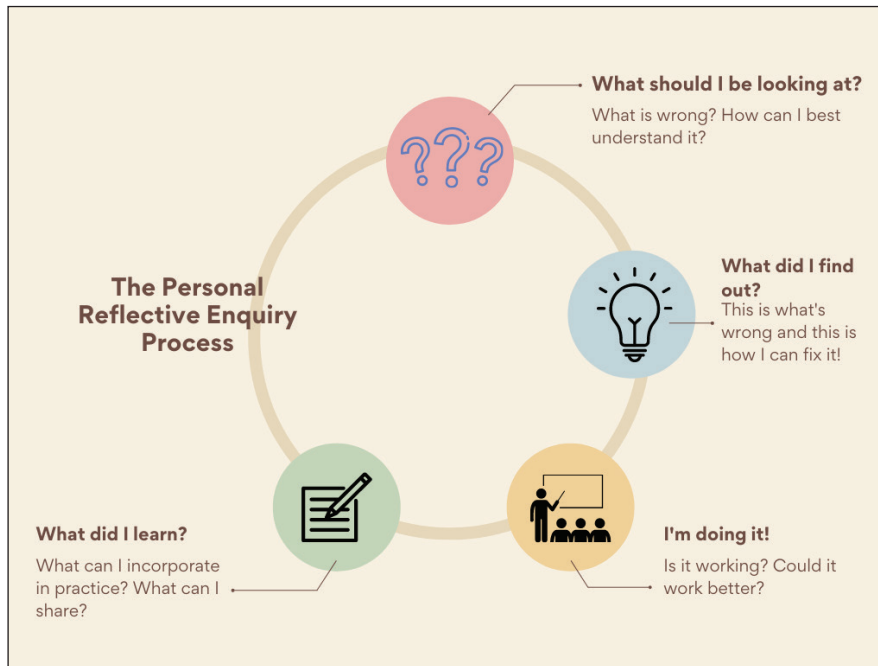 What should I be looking at?
What is wrong? How can I best
understand it?
The Personal
Reflective Enquiry
Process
What did I find
out?
This is what's
wrong and this is
how I can fix it!
I'm doing it!
Is it working? Could it
work better?
What did I learn?
What can I incorporate
in practice? What can I
share?